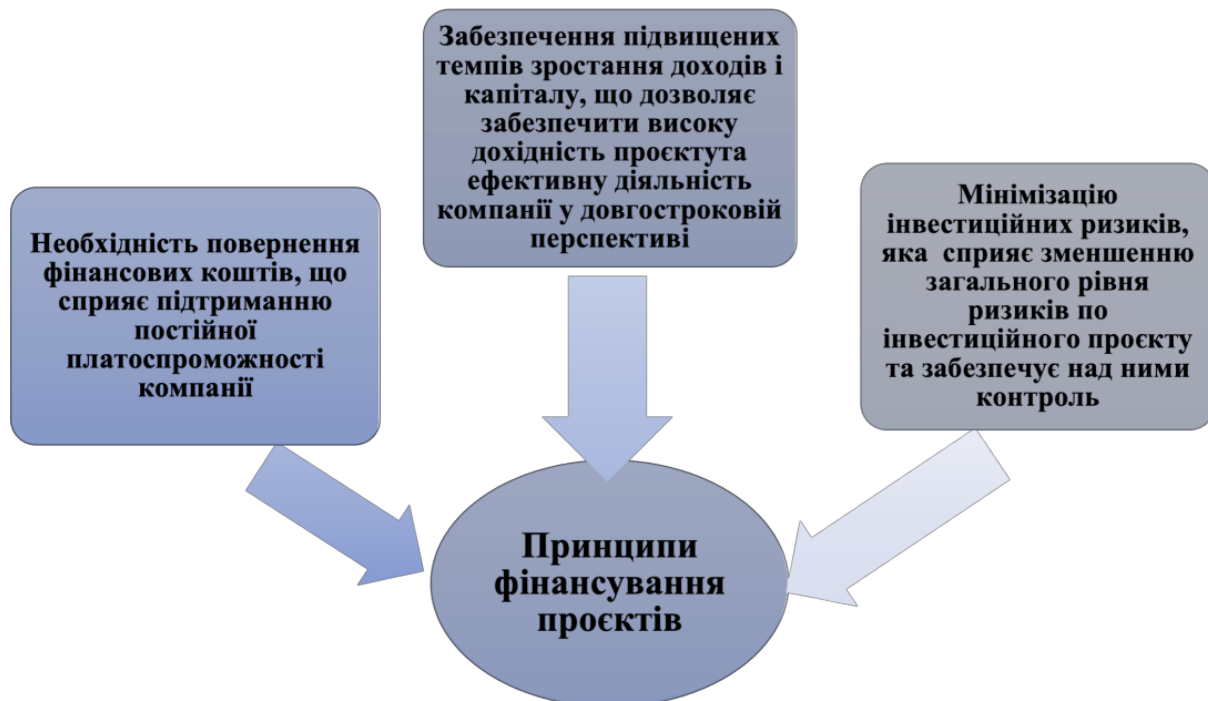 Необхідність повернення
фінансових коштів, що
сприяє підтриманню
постійної
платоспроможності
компанії
Забезпечення підвищених
темпів зростання доходів і
капіталу, що дозволяє
забезпечити високу
дохідність проєктута
ефективну діяльність
компанії у довгостроковій
перспективі
Мінімізацію
інвестиційних ризиків,
яка сприяє зменшенню
загального рівня
ризиків по
інвестиційного проєкту
та забезпечує над ними
контроль
Принципи
фінансування
проєктів